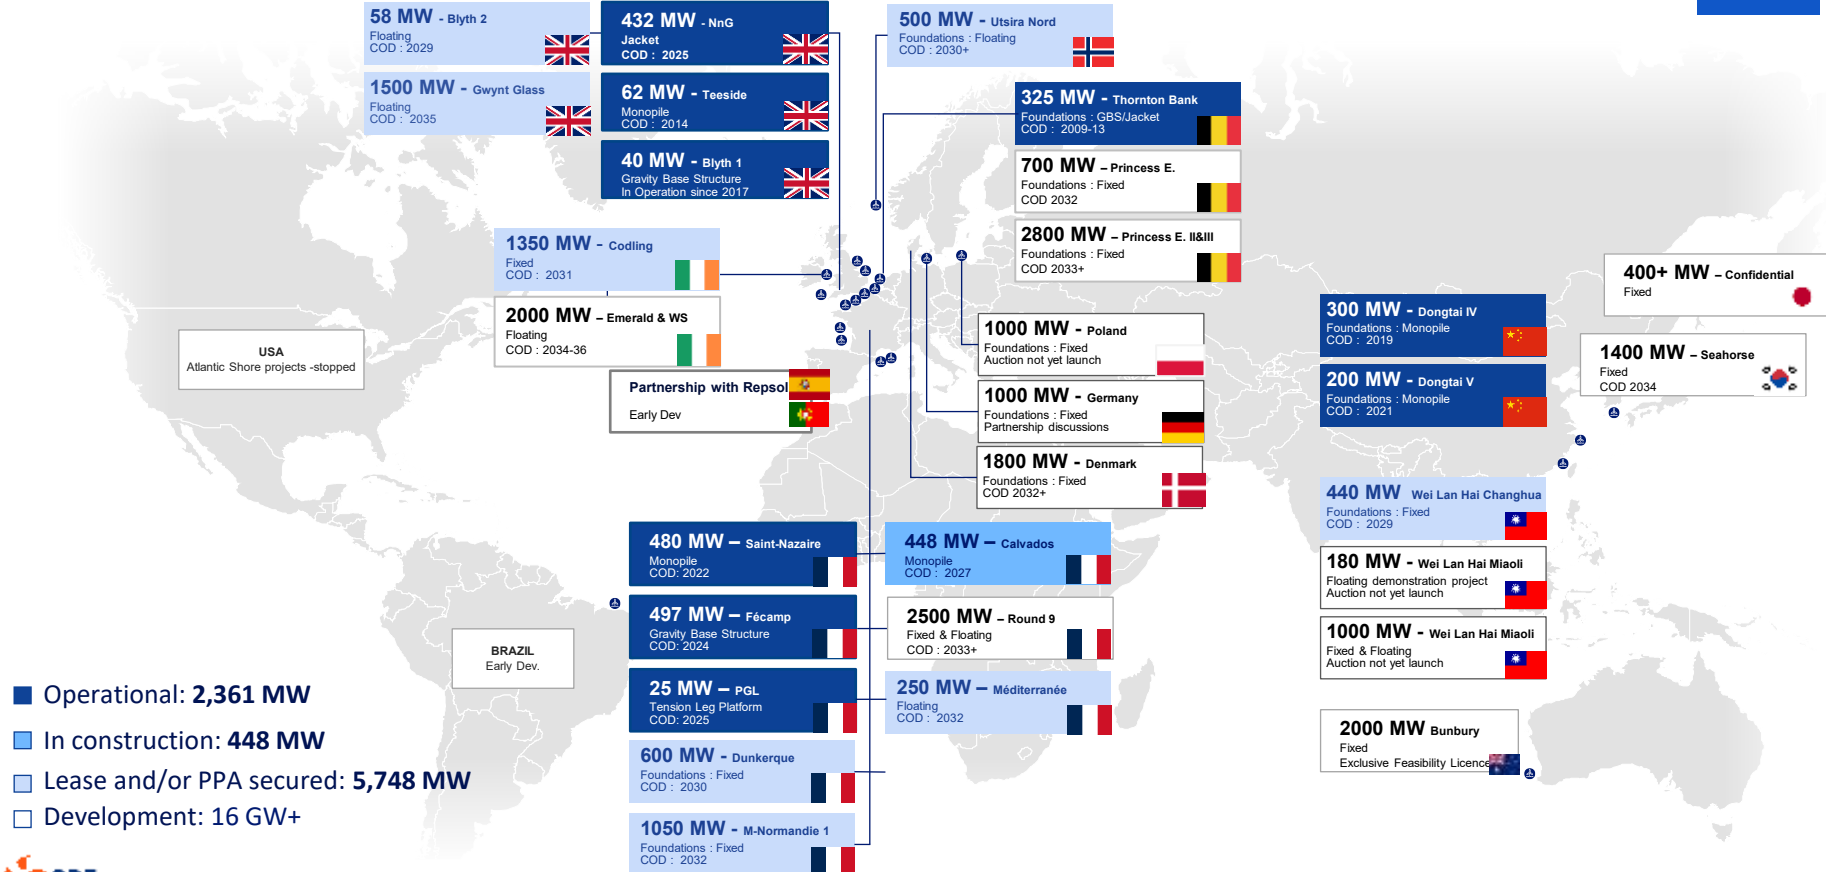 58 MW - Blyth 2
Floating
COD : 2029
1500 MW - Gwynt Glass
Floating
COD : 2035
432 MW - NnG
Jacket
COD : 2025
62 MW - Teeside
Monopile
COD : 2014
40 MW - Blyth 1
Gravity Base Structure
In Operation since 2017
500 MW - Utsira Nord
Foundations : Floating
COD : 2030+
325 MW - Thornton Bank
Foundations : GBS/Jacket
COD : 2009-13
700 MW – Princess E.
Foundations : Fixed
COD 2032
2800 MW – Princess E. II&III
Foundations : Fixed
COD 2033+
1350 MW - Codling
Fixed
COD : 2031
2000 MW – Emerald & WS
Floating
COD : 2034-36
USA
Atlantic Shore projects -stopped
Partnership with Repsol
Early Dev
1000 MW - Poland
Foundations : Fixed
Auction not yet launch
1000 MW - Germany
Foundations : Fixed
Partnership discussions
1800 MW - Denmark
Foundations : Fixed
COD 2032+
400+ MW – Confidential
Fixed
300 MW - Dongtai IV
Foundations : Monopile
COD : 2019
200 MW - Dongtai V
Foundations : Monopile
COD : 2021
1400 MW – Seahorse
Fixed
COD 2034
440 MW Wei Lan Hai Changhua
Foundations : Fixed
COD : 2029
180 MW - Wei Lan Hai Miaoli
Floating demonstration project
Auction not yet launch
1000 MW - Wei Lan Hai Miaoli
Fixed & Floating
Auction not yet launch
2000 MW Bunbury
Fixed
Exclusive Feasibility Licence
BRAZIL
Early Dev.
480 MW – Saint-Nazaire
Monopile
COD: 2022
497 MW – Fécamp
Gravity Base Structure
COD: 2024
25 MW – PGL
Tension Leg Platform
COD: 2025
600 MW - Dunkerque
Foundations : Fixed
COD : 2030
1050 MW - M-Normandie 1
Foundations : Fixed
COD : 2032
448 MW – Calvados
Monopile
COD : 2027
2500 MW – Round 9
Fixed & Floating
COD : 2033+
250 MW – Méditerranée
Floating
COD : 2032
Operational: 2,361 MW
In construction: 448 MW
Lease and/or PPA secured: 5,748 MW
Development: 16 GW+